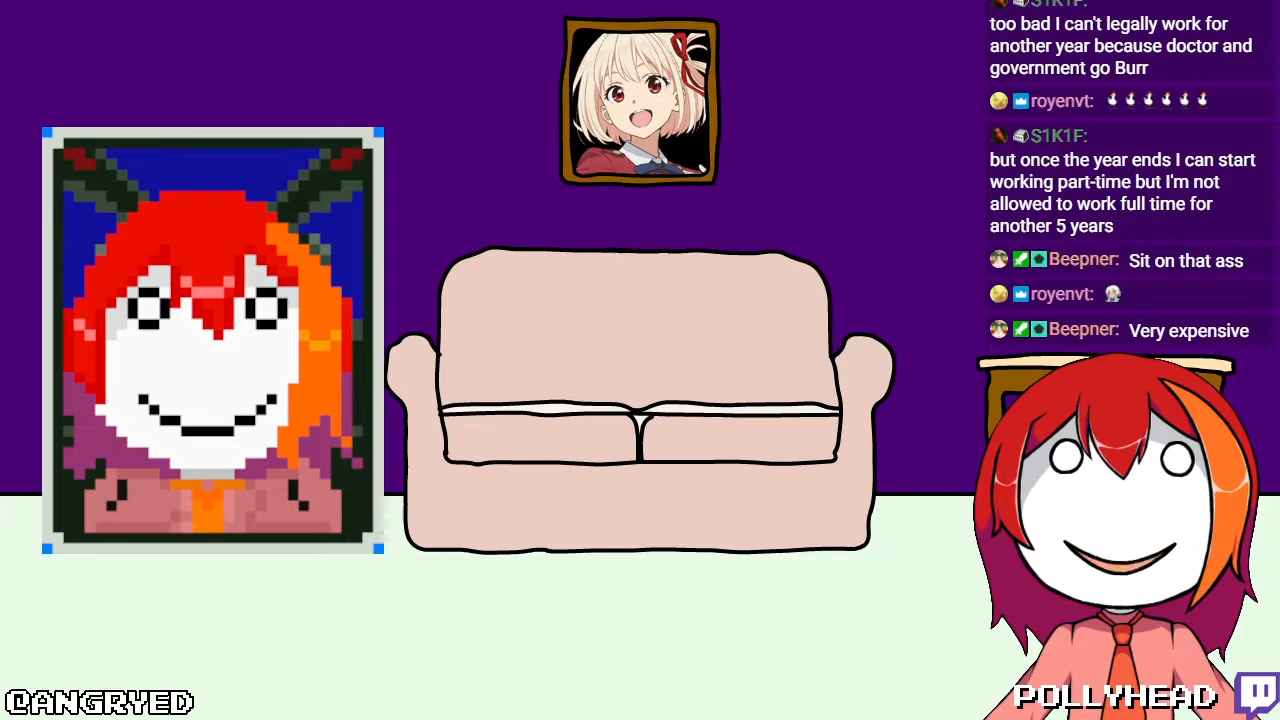 S1K1F:
too bad I can't legally work for
another year because doctor and
government go Burr
royenvt:
S1K1F:
but once the year ends I can start
working part-time but I'm not
allowed to work full time for
another 5 years
Beepner: Sit on that ass
royenvt:
Beepner: Very expensive
@ANGRYED
POLLYHEAD